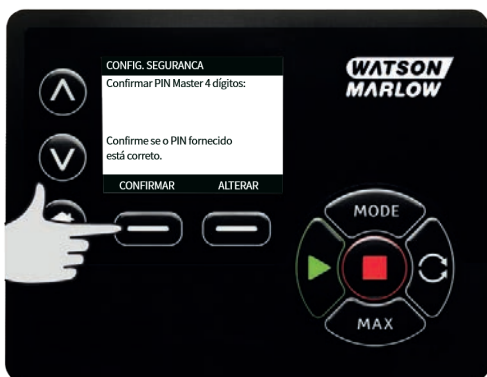 CONFIG. SEGURANCA
Confirmar PIN Master 4 dígitos:
Confirme se o PIN fornecido
está correto.
CONFIRMAR ALTERAR
WATSON
MARLOW
MODE
MAX